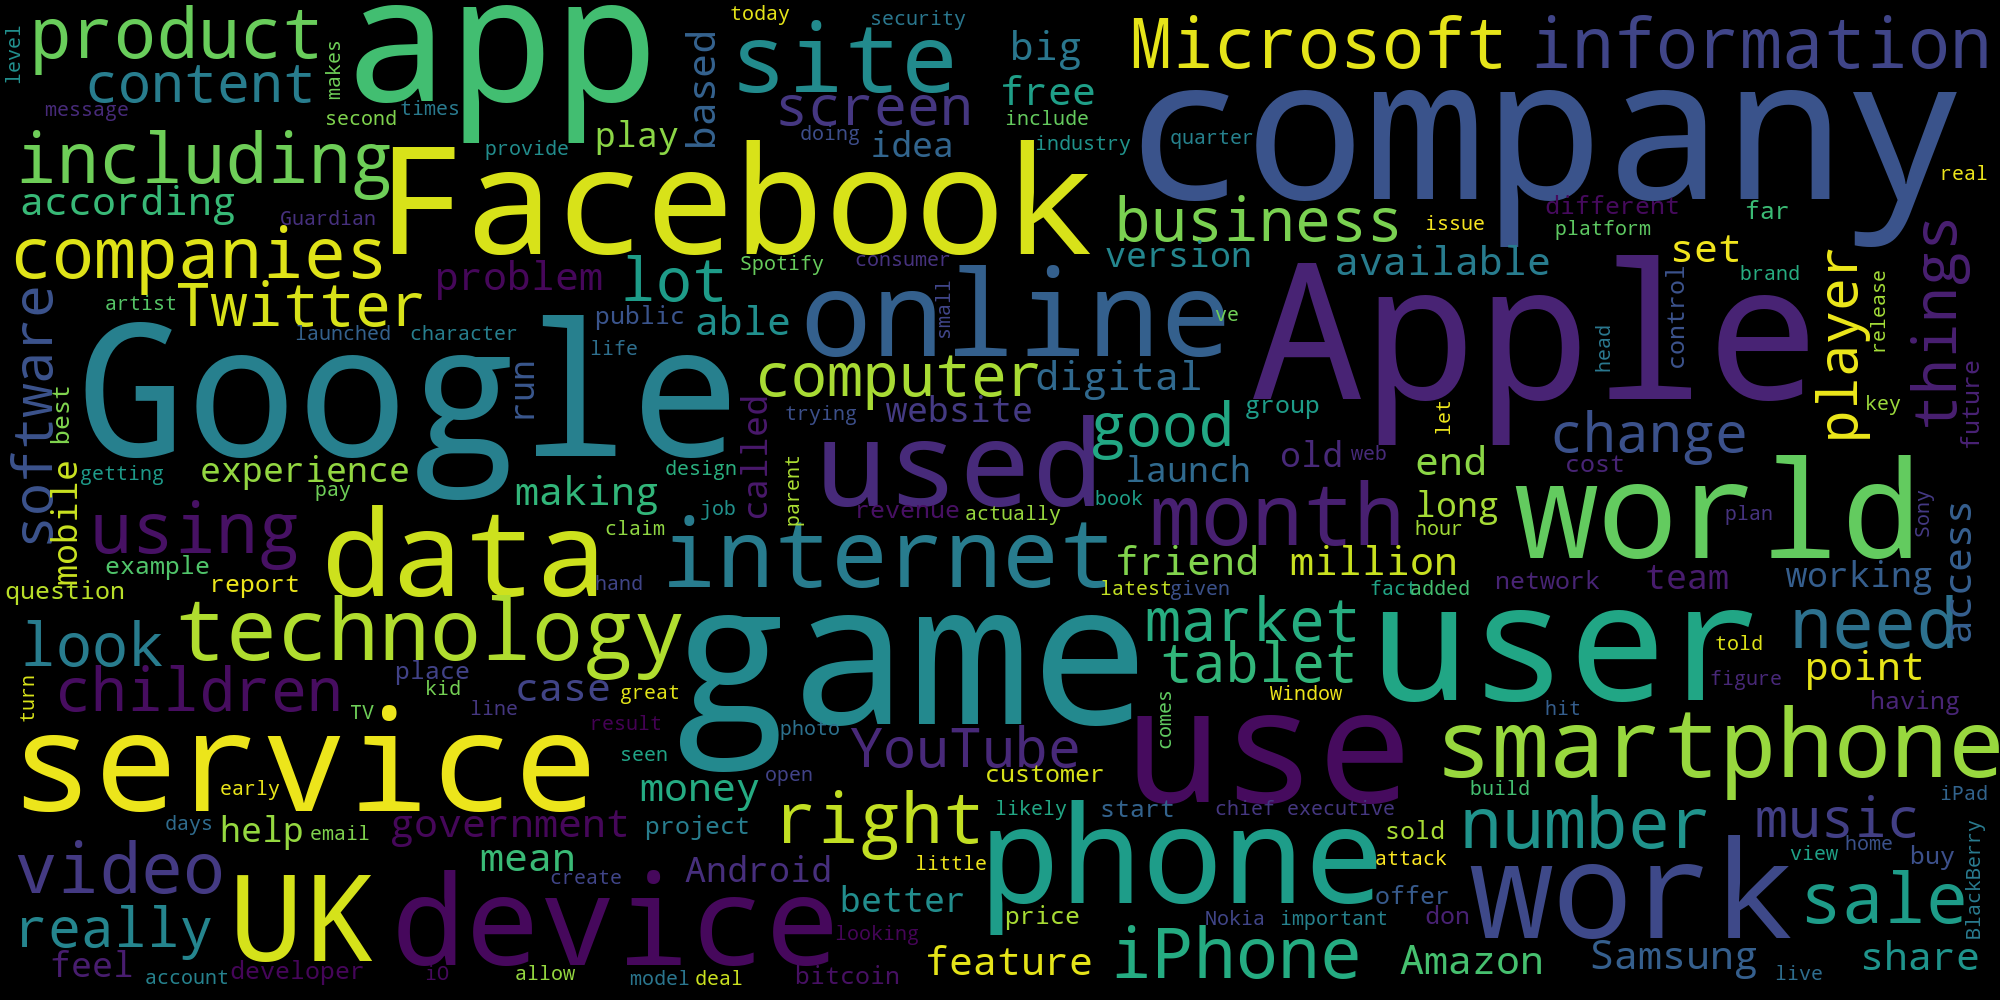 level
product
app
today
security
site
big
Microsoft
information
content
makes
based
screen
free
company
message
second
times
play
doing
idea
include
industry
quarter
including
provide
Facebook
real
according
Guardian
business
issue
different
platform
far
companies
problem
lot
Spotify
consumer
version
available
set
player
things
Twitter
artist
launched
character
public
able
online
small
ve
Apple
head
control
brand
release
software
Google
run
life
computer
digital
best
called
trying
website
good
group
let
change
key
future
getting
experience
pay
design
used
launch
old
web
end
cost
mobile
using
making
job
parent
revenue
actually
book
month
long
world
plan
Sony
access
example
data
claim
internet
hour
friend
million
question
report
hand
latest
given
fact
added
network
team
working
look
technology
game
market
user
told
need
children
place
kid
case
great
tablet
Window
point
figure
having
turn
TV
line
result
photo
comes
hit
service
seen
YouTube
use
smartphone
early
money
open
customer
build
iPad
days
help
email
government
project
right
likely
phone
start
chief executive
sold
number
music
video
mean
create
Android
little
attack
work
view
home
buy
BlackBerry
really
UK
device
better
price
offer
Nokia
important
don
sale
feel
account
developer
iO
allow
model
deal
looking
bitcoin
feature
iPhone
Amazon
Samsung
live
share